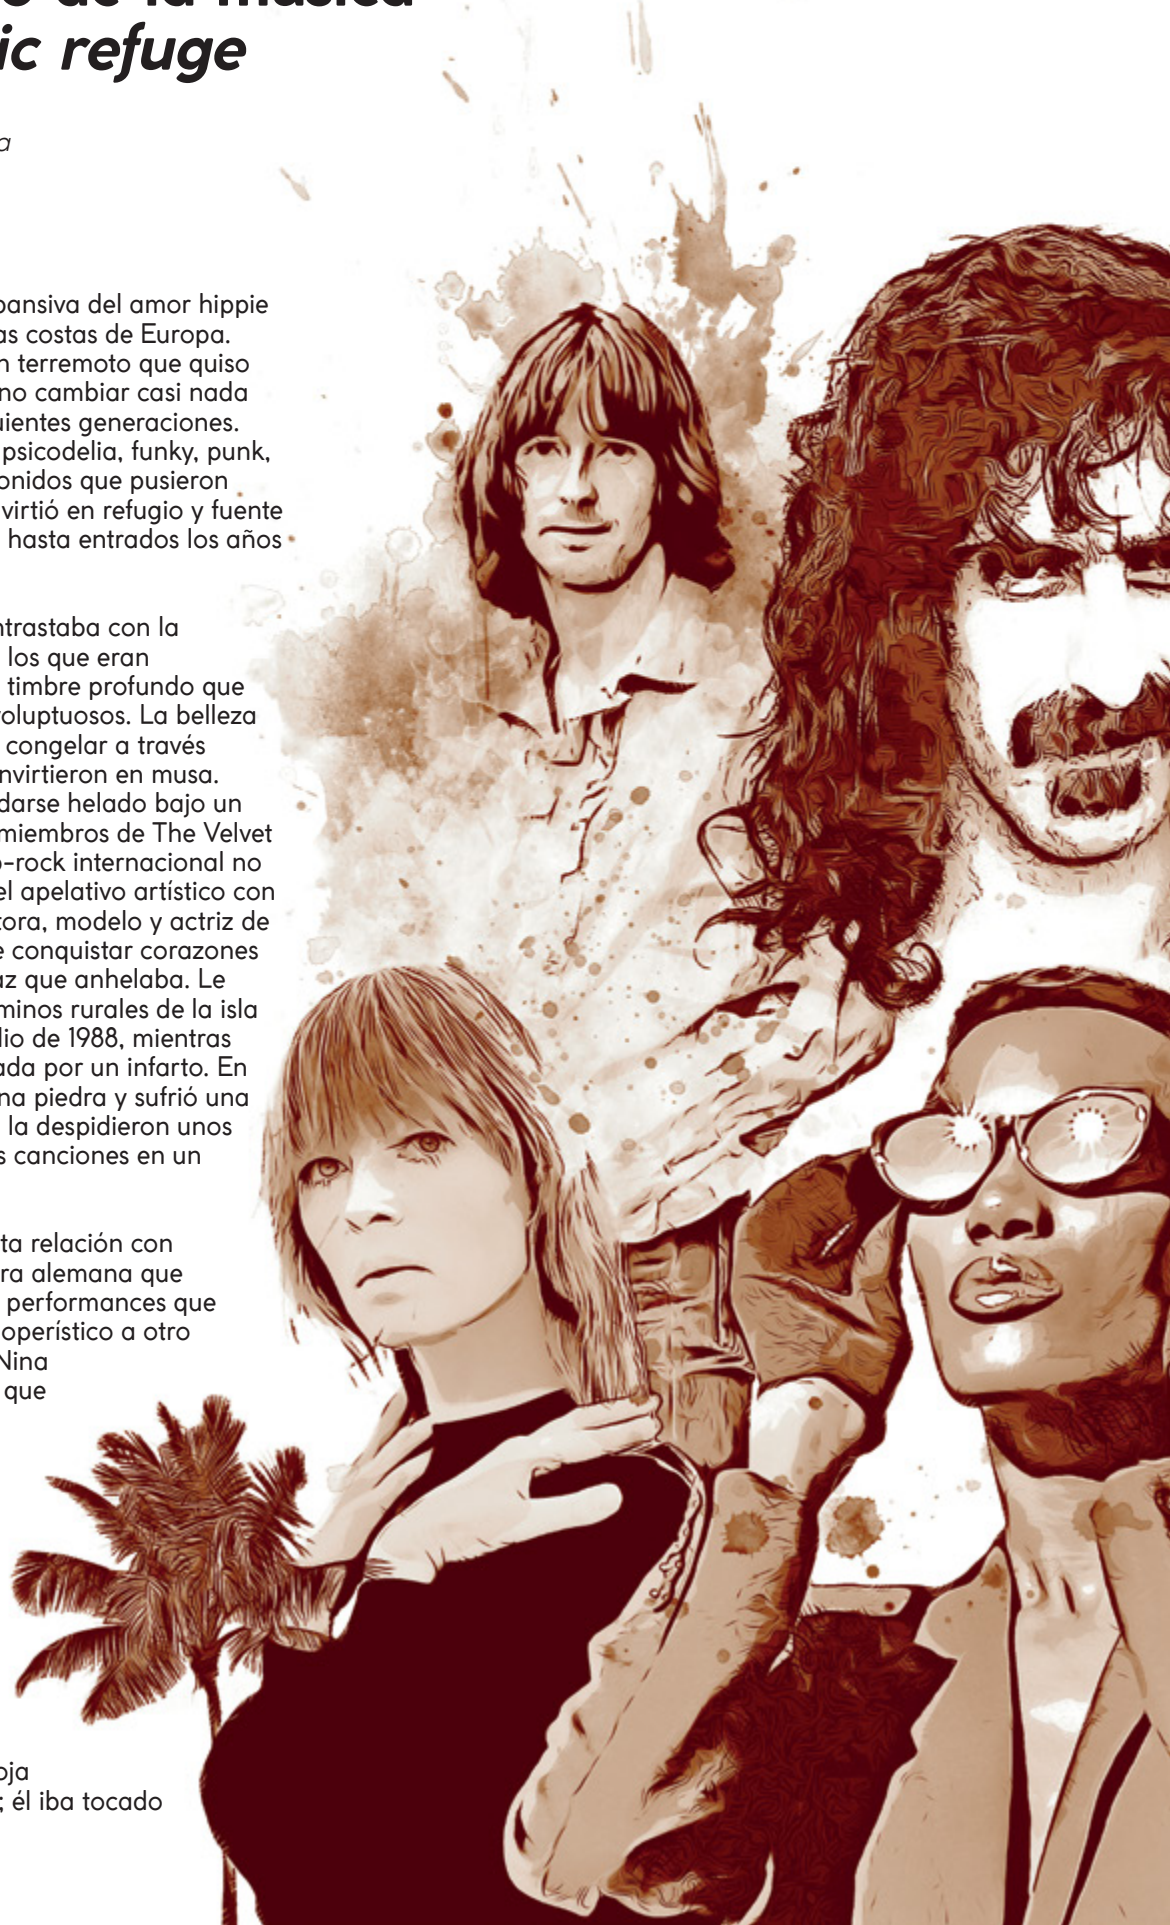 o de la música
ic refuge
a
pansiva del amor hippie
as costas de Europa.
n terremoto que quiso
no cambiar casi nada
uientes generaciones.
psicodelia, funky, punk,
onidos que pusieron
virtió en refugio y fuente
hasta entrados los años
ntrastaba con la
los que eran
timbre profundo que
voluptuosos. La belleza
congelar a través
nvirtieron en musa.
darse helado bajo un
miembros de The Velvet
o-rock internacional no
el apelativo artístico con
tora, modelo y actriz de
e conquistar corazones
az que anhelaba. Le
minos rurales de la isla
lio de 1988, mientras
ada por un infarto. En
na piedra y sufrió una
la despidieron unos
s canciones en un
ta relación con
ra alemana que
performances que
operístico a otro
Nina
que
oja
; él iba tocado